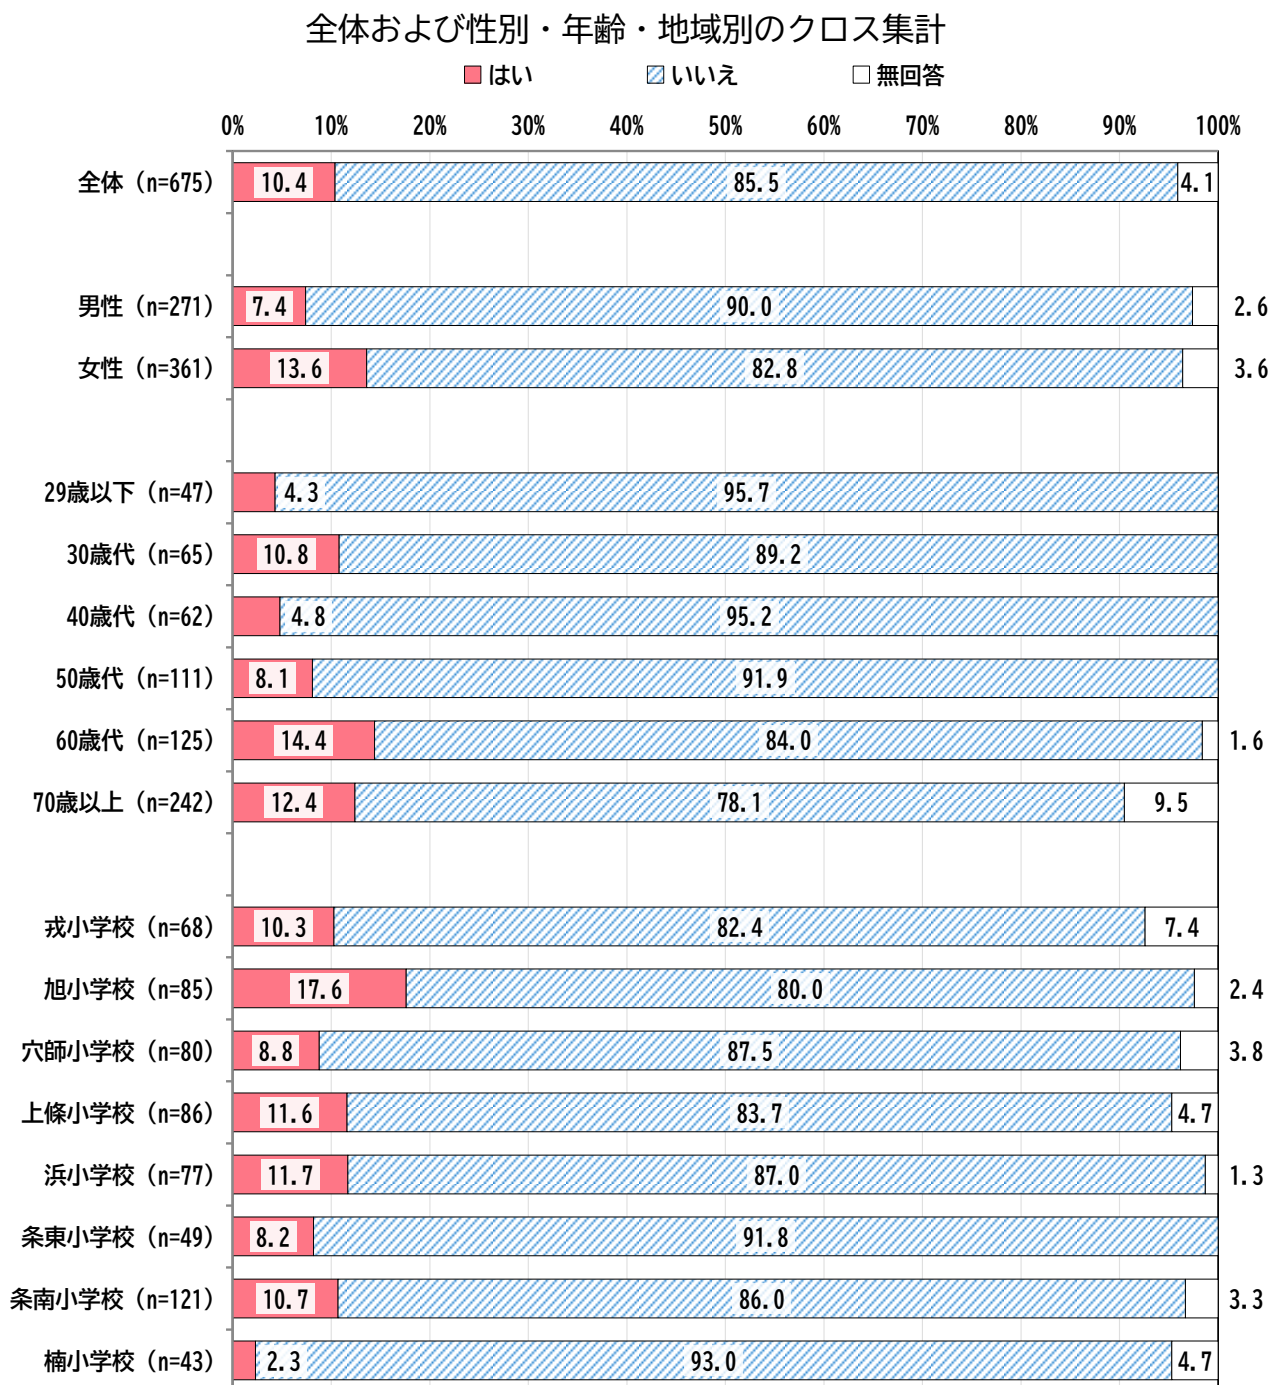 全体および性別・年齢・地域別のクロス集計
はい いいえ 無回答
0% 10% 20% 30% 40% 50% 60% 70% 80% 90% 100%
全体（n=675） 10.4 85.5 4.1
男性（n=271） 7.4 90.0 2.6
女性（n=361） 13.6 82.8 3.6
29歳以下（n=47） 4.3 95.7
30歳代（n=65） 10.8 89.2
40歳代（n=62） 4.8 95.2
50歳代（n=111） 8.1 91.9
60歳代（n=125） 14.4 84.0 1.6
70歳以上（n=242） 12.4 78.1 9.5
戎小学校（n=68） 10.3 82.4 7.4
旭小学校（n=85） 17.6 80.0 2.4
穴師小学校（n=80） 8.8 87.5 3.8
上條小学校（n=86） 11.6 83.7 4.7
浜小学校（n=77） 11.7 87.0 1.3
条東小学校（n=49） 8.2 91.8
条南小学校（n=121） 10.7 86.0 3.3
楠小学校（n=43） 2.3 93.0 4.7